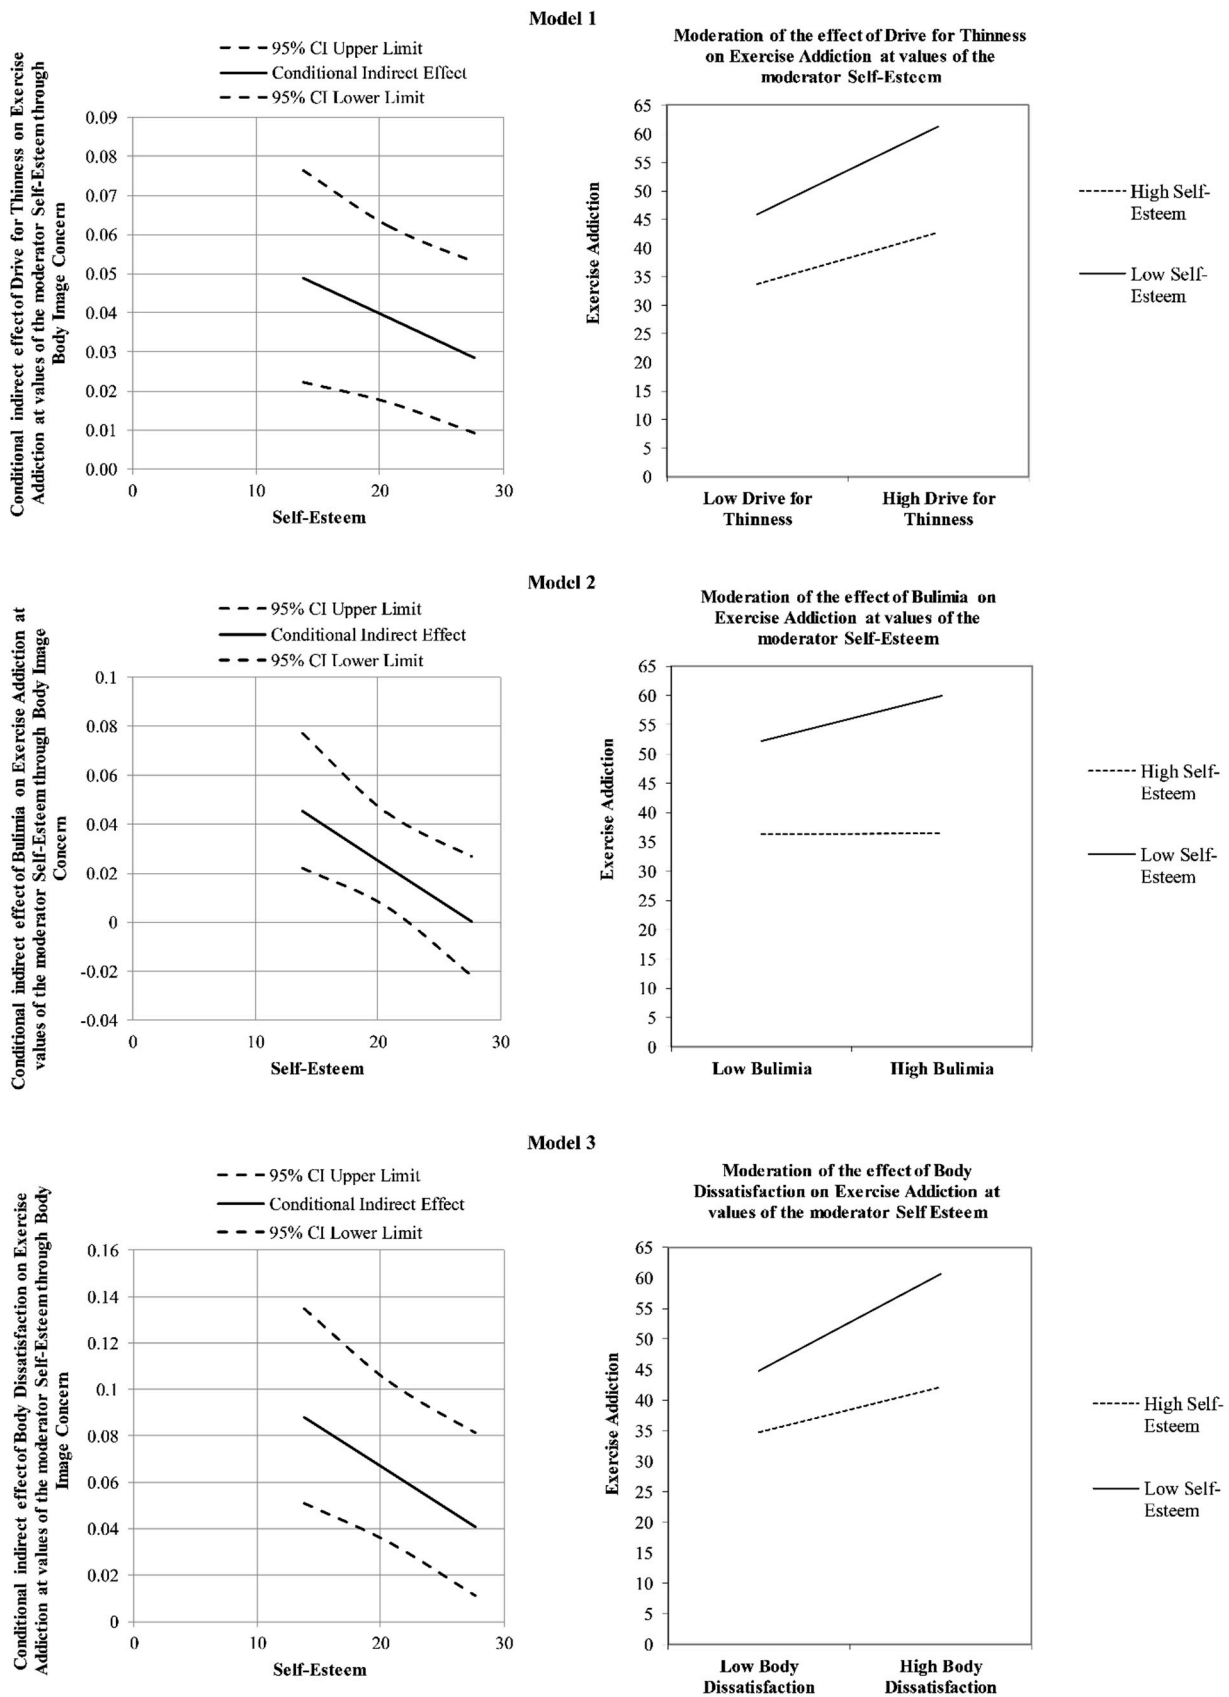 Model 1
95% CI Upper Limit
Conditional Indirect Effect
95% CI Lower Limit
Conditional indirect effect of Drive for Thinness on Exercise
Addiction at values of the moderator Self-Esteem through
Body Image Concern
0.09
0.08
0.07
0.06
0.05
0.04
0.03
0.02
0.01
0.00
0 10 20 30
Self-Esteem
Moderation of the effect of Drive for Thinness
on Exercise Addiction at values of the
moderator Self-Esteem
Exercise Addiction
65
60
55
50
45
40
35
30
25
20
15
10
5
0
Low Drive for
Thinness
High Drive for
Thinness
High Self-
Esteem
Low Self-
Esteem
Model 2
95% CI Upper Limit
Conditional Indirect Effect
95% CI Lower Limit
Conditional indirect effect of Bulimia on Exercise Addiction at
values of the moderator Self-Esteem through Body Image
Concern
0.1
0.08
0.06
0.04
0.02
0
-0.02
-0.04
0 10 20 30
Self-Esteem
Moderation of the effect of Bulimia on
Exercise Addiction at values of the
moderator Self-Esteem
Exercise Addiction
65
60
55
50
45
40
35
30
25
20
15
10
5
0
Low Bulimia
High Bulimia
High Self-
Esteem
Low Self-
Esteem
Model 3
95% CI Upper Limit
Conditional Indirect Effect
95% CI Lower Limit
Conditional indirect effect of Body Dissatisfaction on Exercise
Addiction at values of the moderator Self-Esteem through Body
Image Concern
0.16
0.14
0.12
0.1
0.08
0.06
0.04
0.02
0
0 10 20 30
Self-Esteem
Moderation of the effect of Body
Dissatisfaction on Exercise Addiction at
values of the moderator Self Esteem
Exercise Addiction
65
60
55
50
45
40
35
30
25
20
15
10
5
0
Low Body
Dissatisfaction
High Body
Dissatisfaction
High Self-
Esteem
Low Self-
Esteem